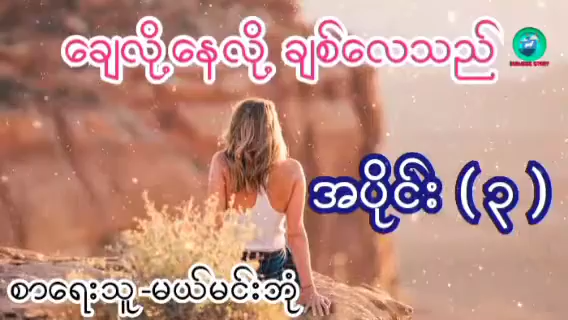 ချေလို့နေလို့ ချစ်လေသည်
အပိုင်း (၃)
စာရေးသူ-မယ်မင်းဘုံ